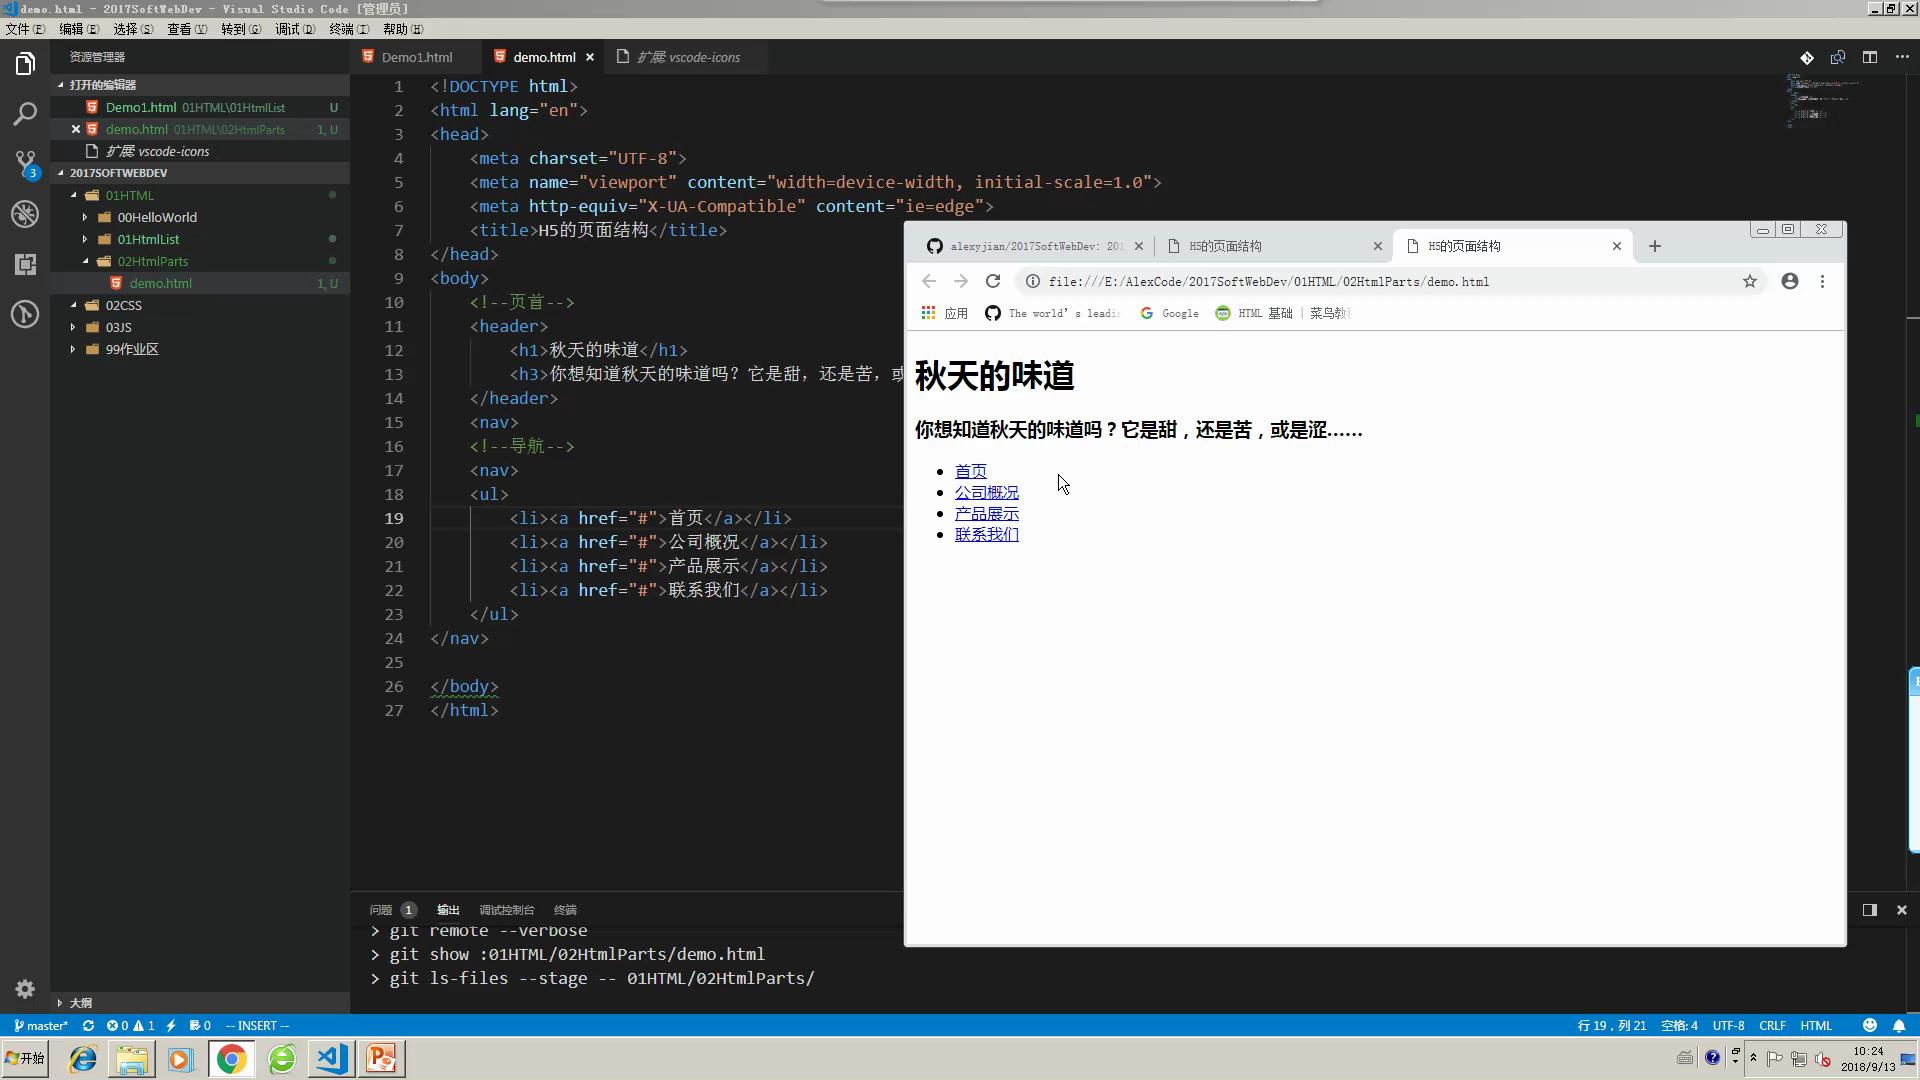 demo.html - 2017SoftWebDev - Visual Studio Code [管理员]
文件(F) 编辑(E) 选择(S) 查看(V) 转到(G) 调试(D) 终端(T) 帮助(H)
资源管理器
打开的编辑器
Demo1.html 01HTML\01HtmlList U
demo.html 01HTML\02HtmlParts 1, U
扩展: vscode-icons
2017SOFTWEBDEV
01HTML
00HelloWorld
01HtmlList
02HtmlParts
demo.html 1, U
02CSS
03JS
99作业区
大纲
3
Demo1.html demo.html 扩展: vscode-icons
1 <!DOCTYPE html>
2 <html lang="en">
3 <head>
4 <meta charset="UTF-8">
5 <meta name="viewport" content="width=device-width, initial-scale=1.0">
6 <meta http-equiv="X-UA-Compatible" content="ie=edge">
7 <title>H5的页面结构</title>
8 </head>
9 <body>
10 <!--页首-->
11 <header>
12 <h1>秋天的味道</h1>
13 <h3>你想知道秋天的味道吗？它是甜，还是苦，或
14 </header>
15 <nav>
16 <!--导航-->
17 <nav>
18 <ul>
19 <li><a href="#">首页</a></li>
20 <li><a href="#">公司概况</a></li>
21 <li><a href="#">产品展示</a></li>
22 <li><a href="#">联系我们</a></li>
23 </ul>
24 </nav>
25
26 </body>
27 </html>
alexyjian/2017SoftWebDev: 201 H5的页面结构 H5的页面结构
file:///E:/AlexCode/2017SoftWebDev/01HTML/02HtmlParts/demo.html
应用 The world's leadin Google HTML 基础 | 菜鸟教程
秋天的味道
你想知道秋天的味道吗？它是甜，还是苦，或是涩……
首页
公司概况
产品展示
联系我们
问题 1 输出 调试控制台 终端
> git remote --verbose
> git show :01HTML/02HtmlParts/demo.html
> git ls-files --stage -- 01HTML/02HtmlParts/
master* 0 1 0 -- INSERT -- 行 19，列 21 空格: 4 UTF-8 CRLF HTML
开始
10:24
2018/9/13